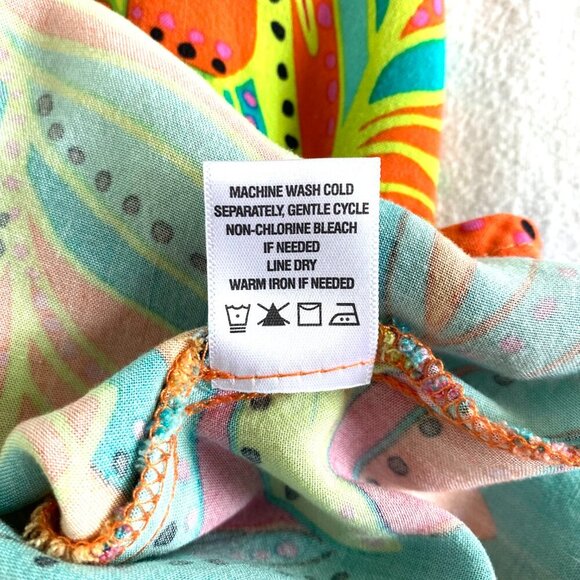 MACHINE WASH COLD
SEPARATELY, GENTLE CYCLE
NON-CHLORINE BLEACH
IF NEEDED
LINE DRY
WARM IRON IF NEEDED